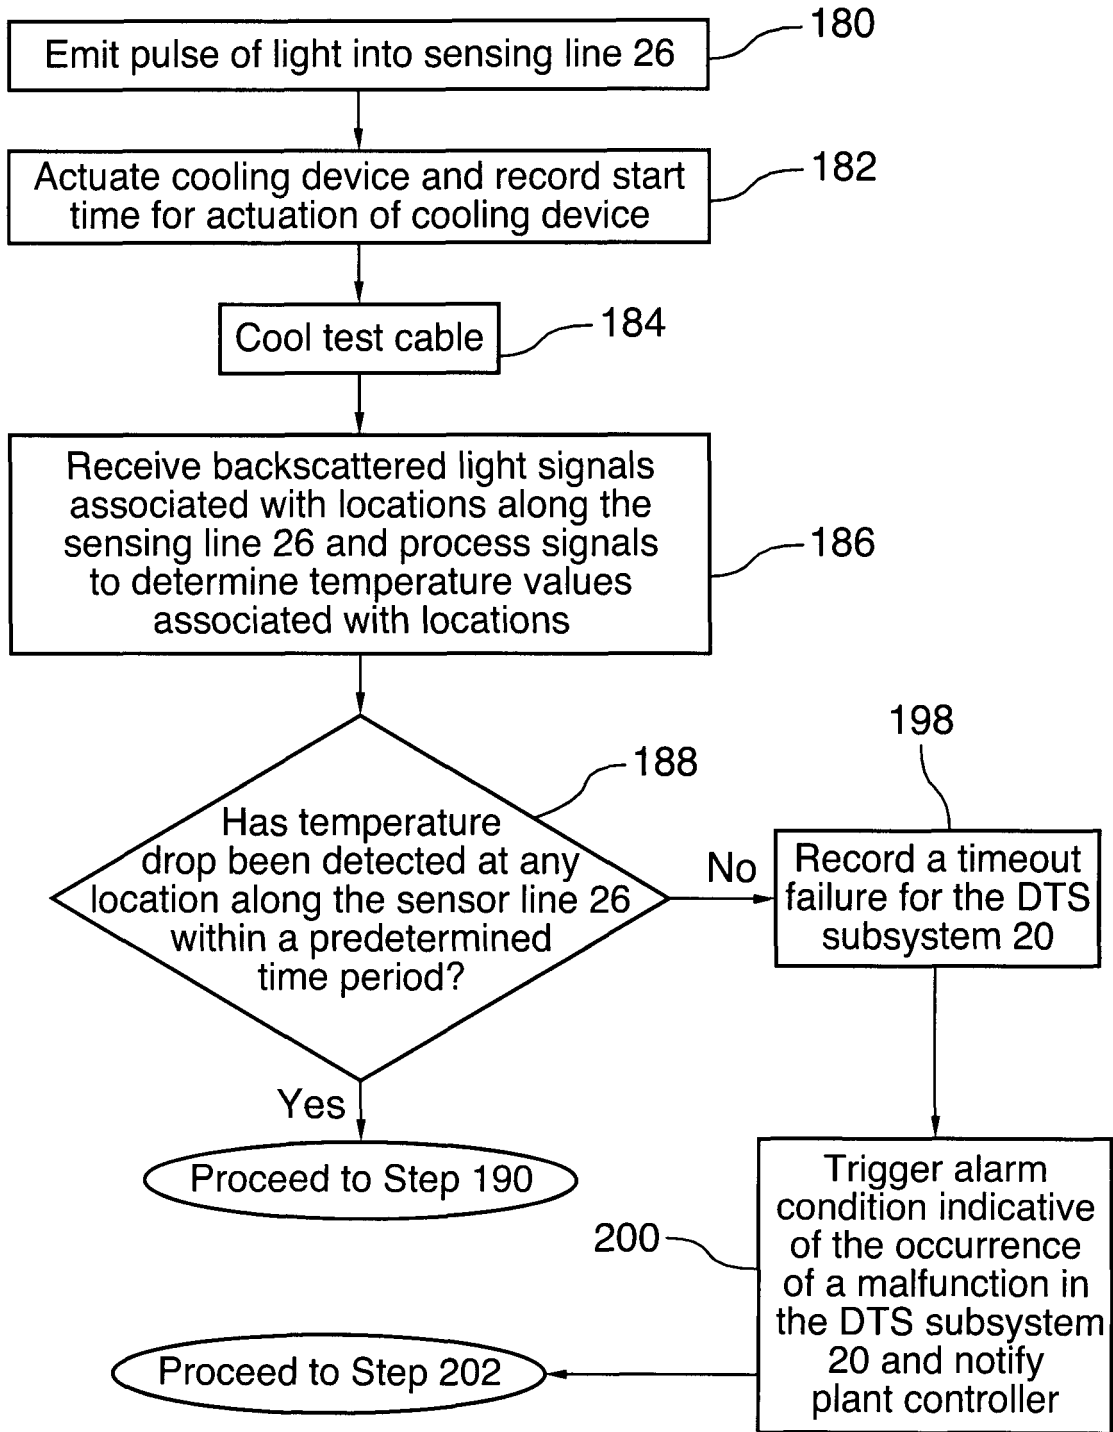 Emit pulse of light into sensing line 26
180
Actuate cooling device and record start
time for actuation of cooling device
182
Cool test cable
184
Receive backscattered light signals
associated with locations along the
sensing line 26 and process signals
to determine temperature values
associated with locations
186
Has temperature
drop been detected at any
location along the sensor line 26
within a predetermined
time period?
188
No
Record a timeout
failure for the DTS
subsystem 20
198
Yes
Proceed to Step 190
Trigger alarm
condition indicative
of the occurrence
of a malfunction in
the DTS subsystem
20 and notify
plant controller
200
Proceed to Step 202